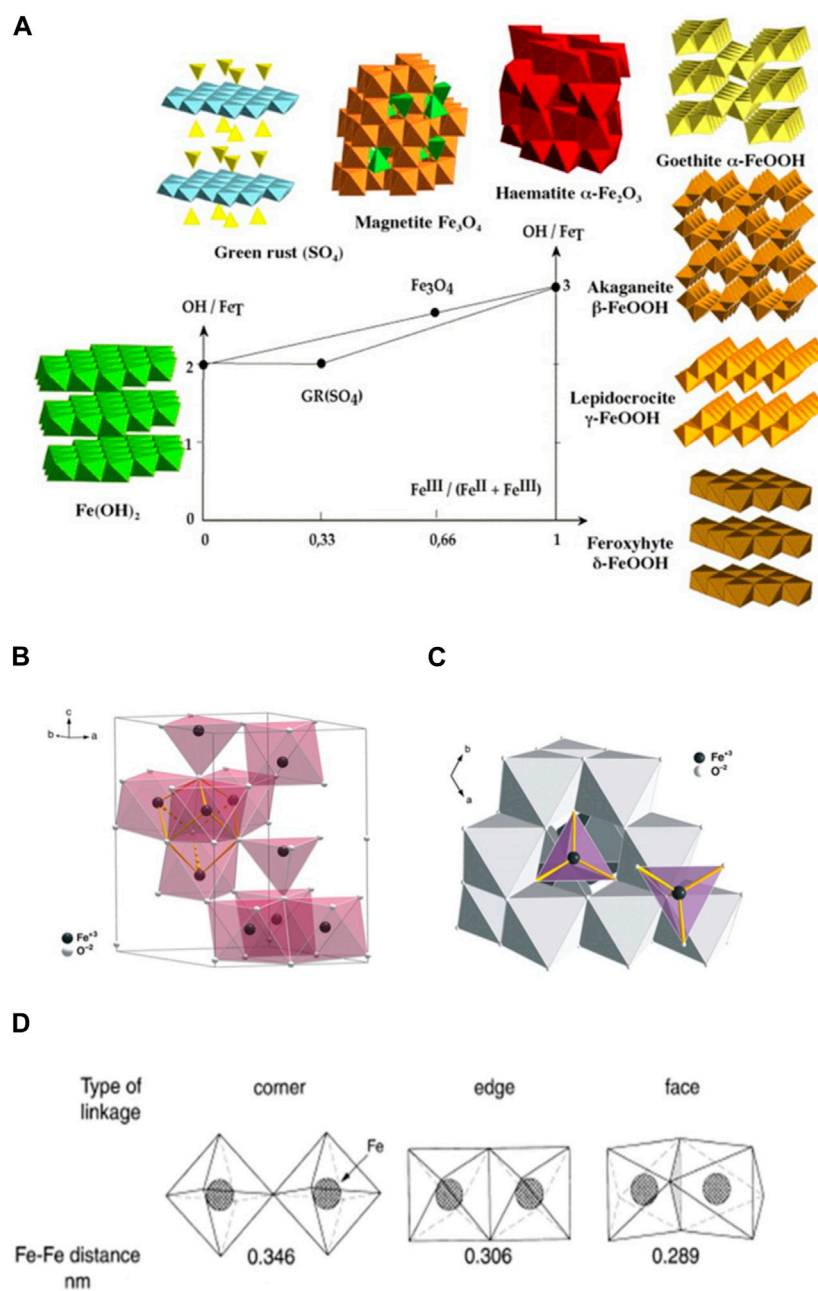 A
Green rust (SO₄)
Magnetite Fe₃O₄
Haematite α-Fe₂O₃
Goethite α-FeOOH
Akaganeite
β-FeOOH
Lepidocrocite
γ-FeOOH
Feroxyhyte
δ-FeOOH
Fe(OH)₂
OH / FeT
OH / FeT
Fe₃O₄
3
2
GR(SO₄)
1
Feᴵᴵᴵ / (Feᴵᴵ + Feᴵᴵᴵ)
0
0
0,33
0,66
1
B
c
b
a
Fe⁺³
O⁻²
C
b
a
Fe⁺³
O⁻²
D
Type of
linkage
corner
edge
face
Fe
Fe-Fe distance
nm
0.346
0.306
0.289